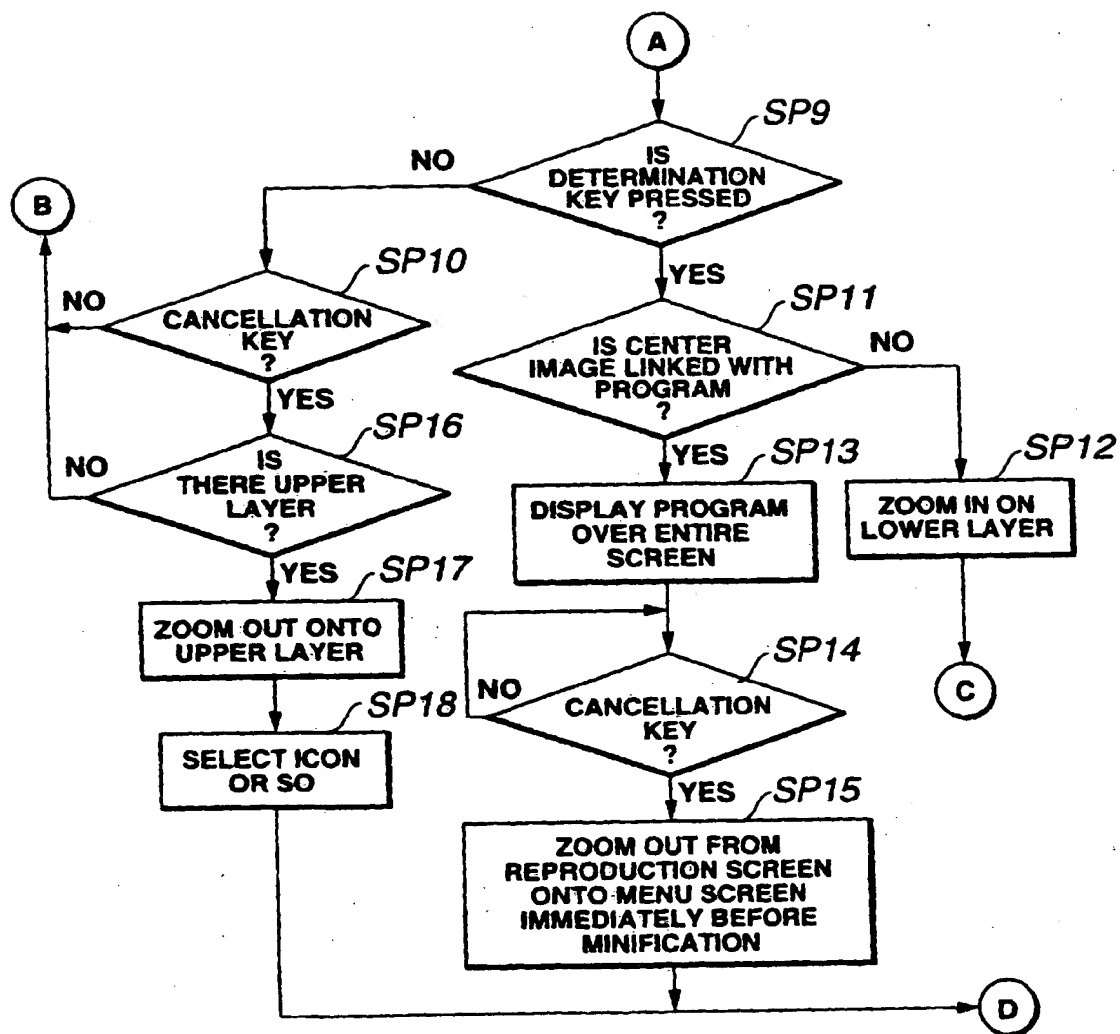 A
SP9
NO
IS
DETERMINATION
KEY PRESSED
?
B
YES
SP10
NO
CANCELLATION
KEY
?
SP11
IS CENTER
IMAGE LINKED WITH
PROGRAM
?
NO
YES
SP16
NO
IS
THERE UPPER
LAYER
?
YES
SP13
DISPLAY PROGRAM
OVER ENTIRE
SCREEN
SP12
ZOOM IN ON
LOWER LAYER
YES
SP17
ZOOM OUT ONTO
UPPER LAYER
SP14
NO
CANCELLATION
KEY
?
C
SP18
SELECT ICON
OR SO
YES
SP15
ZOOM OUT FROM
REPRODUCTION SCREEN
ONTO MENU SCREEN
IMMEDIATELY BEFORE
MINIFICATION
D